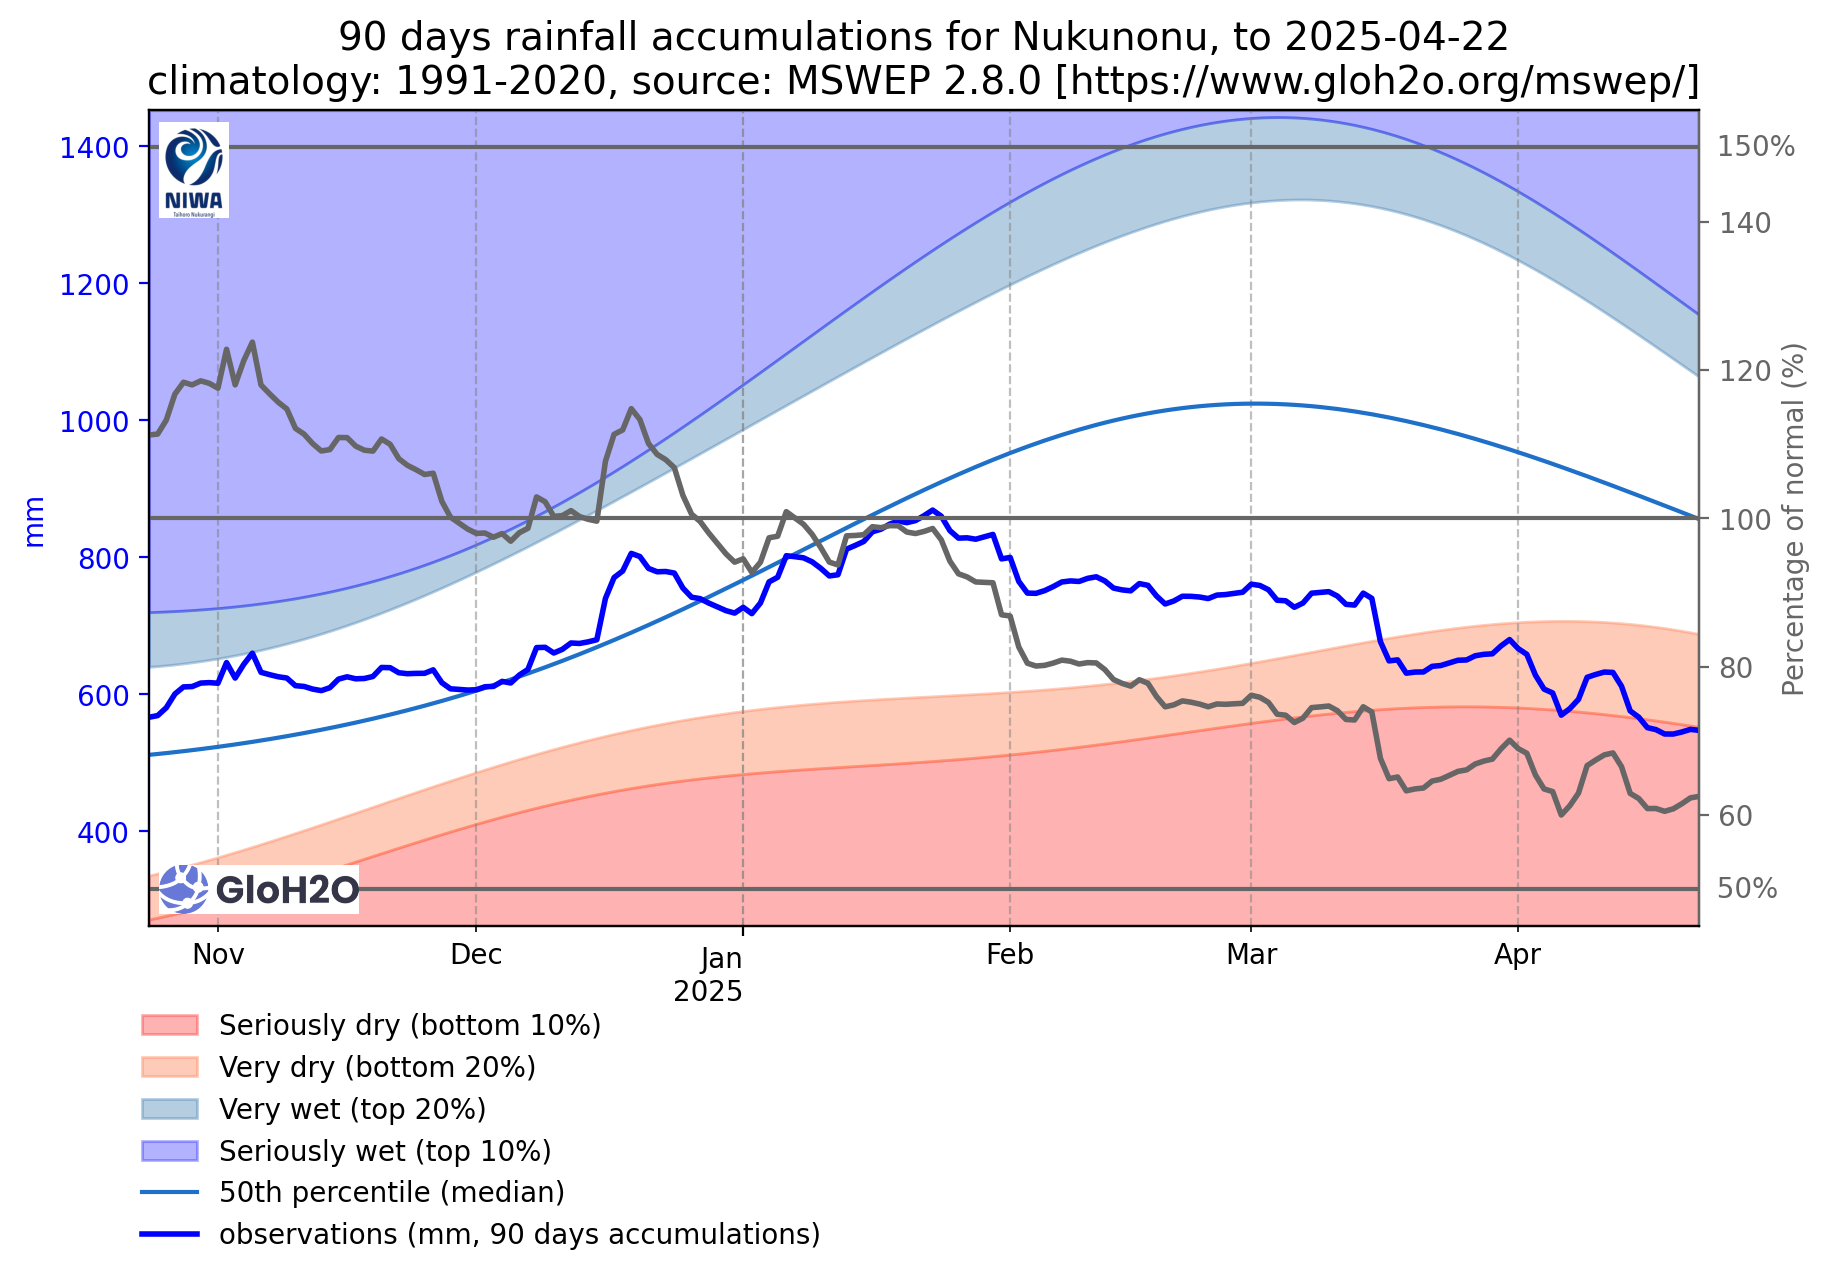 90 days rainfall accumulations for Nukunonu, to 2025-04-22
climatology: 1991-2020, source: MSWEP 2.8.0 [https://www.gloh2o.org/mswep/]
NIWA
Taihoro Nukurangi
1400
1200
1000
800
600
400
mm
150%
140
120
100
80
60
50%
Percentage of normal (%)
GloH2O
Nov
Dec
Jan
2025
Feb
Mar
Apr
Seriously dry (bottom 10%)
Very dry (bottom 20%)
Very wet (top 20%)
Seriously wet (top 10%)
50th percentile (median)
observations (mm, 90 days accumulations)